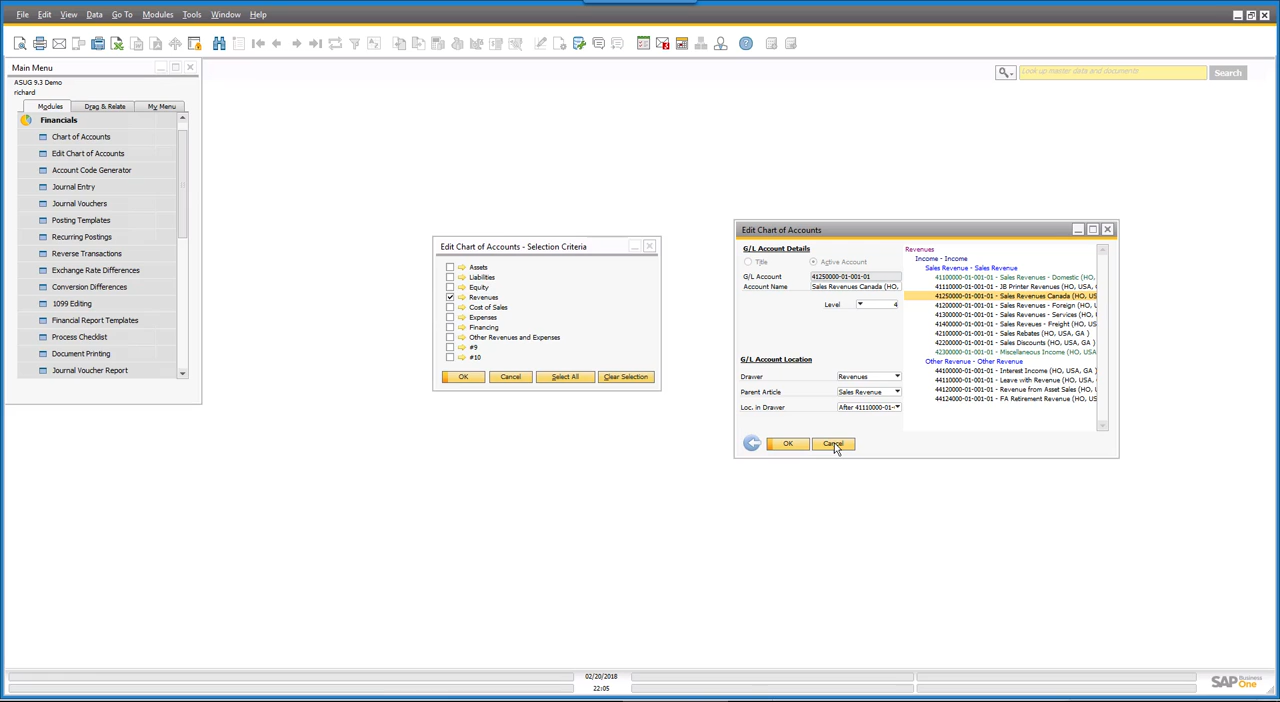 File Edit View Data Go To Modules Tools Window Help
Main Menu
ASUG 9.3 Demo
richard
Modules Drag & Relate My Menu
Financials
Chart of Accounts
Edit Chart of Accounts
Account Code Generator
Journal Entry
Journal Vouchers
Posting Templates
Recurring Postings
Reverse Transactions
Exchange Rate Differences
Conversion Differences
1099 Editing
Financial Report Templates
Process Checklist
Document Printing
Journal Voucher Report
Look up master data and documents Search
Edit Chart of Accounts - Selection Criteria
Assets
Liabilities
Equity
Revenues
Cost of Sales
Expenses
Financing
Other Revenues and Expenses
#9
#10
OK Cancel Select All Clear Selection
Edit Chart of Accounts
G/L Account Details
Title Active Account
G/L Account 41250000-01-001-01
Account Name Sales Revenues Canada (HO,
Level 4
G/L Account Location
Drawer Revenues
Parent Article Sales Revenue
Loc. in Drawer After 41110000-01-
OK Cancel
Revenues
Income - Income
Sales Revenue - Sales Revenue
41100000-01-001-01 - Sales Revenues - Domestic (HO,
41110000-01-001-01 - JB Printer Revenues (HO, USA,
41250000-01-001-01 - Sales Revenues Canada (HO, US
41200000-01-001-01 - Sales Revenues - Foreign (HO, US
41300000-01-001-01 - Sales Revenues - Services (HO,
41400000-01-001-01 - Sales Reveues - Freight (HO, US
42100000-01-001-01 - Sales Rebates (HO, USA, GA )
42200000-01-001-01 - Sales Discounts (HO, USA, GA )
42300000-01-001-01 - Miscellaneous Income (HO, USA,
Other Revenue - Other Revenue
44100000-01-001-01 - Interest Income (HO, USA, GA )
44110000-01-001-01 - Leave with Revenue (HO, USA,
44120000-01-001-01 - Revenue from Asset Sales (HO,
44124000-01-001-01 - FA Retirement Revenue (HO, US
02/20/2018
22:05
SAP Business One